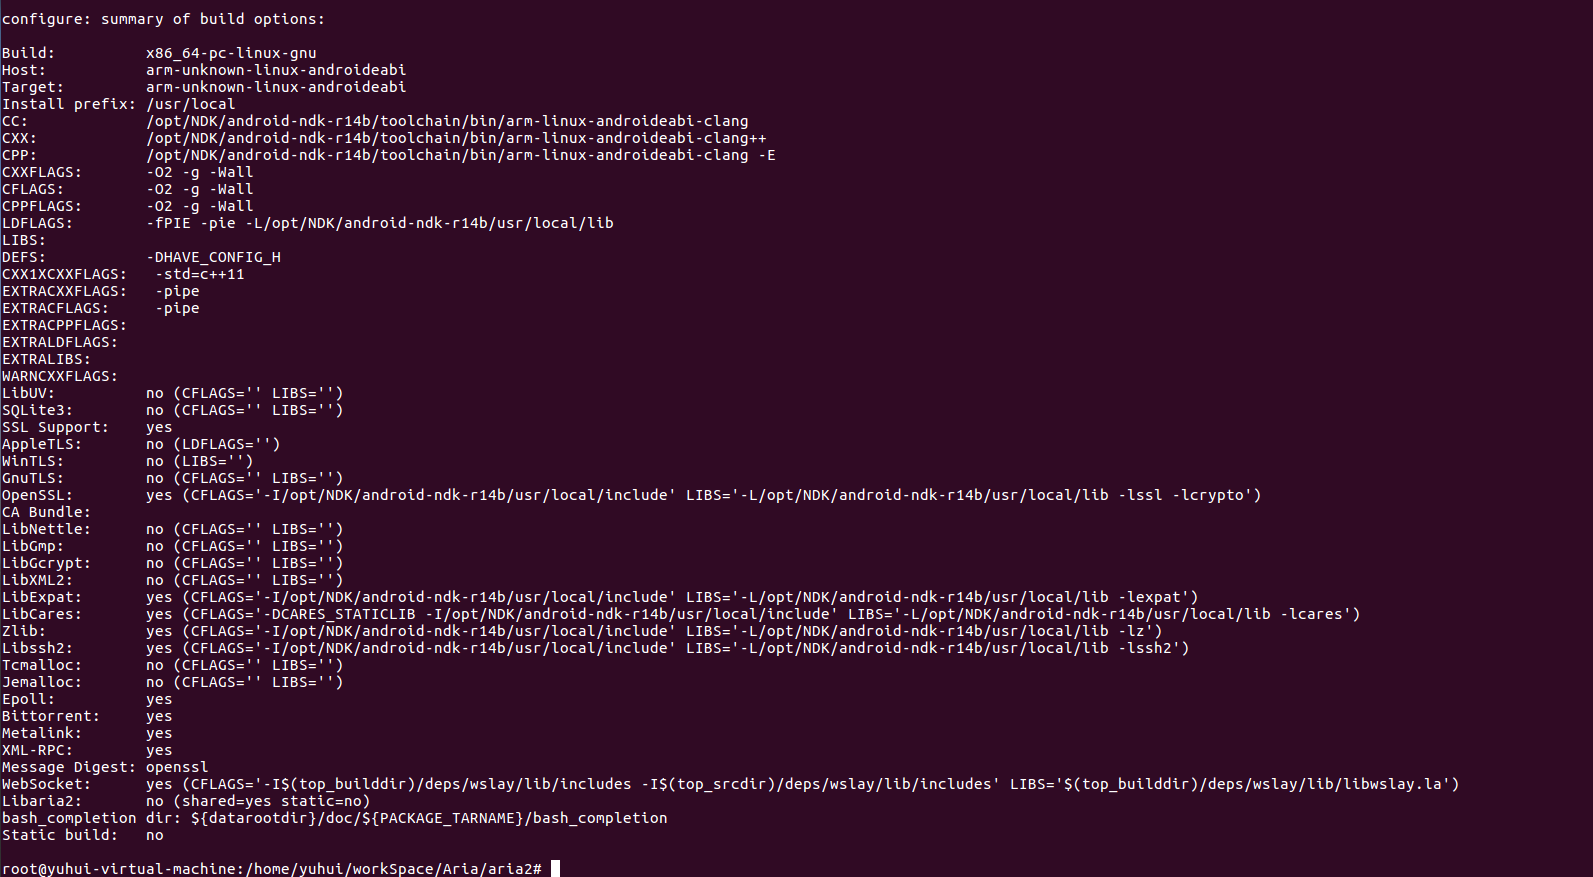 configure: summary of build options:
Build: x86_64-pc-linux-gnu
Host: arm-unknown-linux-androideabi
Target: arm-unknown-linux-androideabi
Install prefix: /usr/local
CC: /opt/NDK/android-ndk-r14b/toolchain/bin/arm-linux-androideabi-clang
CXX: /opt/NDK/android-ndk-r14b/toolchain/bin/arm-linux-androideabi-clang++
CPP: /opt/NDK/android-ndk-r14b/toolchain/bin/arm-linux-androideabi-clang -E
CXXFLAGS: -O2 -g -Wall
CFLAGS: -O2 -g -Wall
CPPFLAGS: -O2 -g -Wall
LDFLAGS: -fPIE -pie -L/opt/NDK/android-ndk-r14b/usr/local/lib
LIBS:
DEFS: -DHAVE_CONFIG_H
CXX1XCXXFLAGS: -std=c++11
EXTRACXXFLAGS: -pipe
EXTRACFLAGS: -pipe
EXTRACPPFLAGS:
EXTRALDFLAGS:
EXTRALIBS:
WARNCXXFLAGS:
LibUV: no (CFLAGS='' LIBS='')
SQLite3: no (CFLAGS='' LIBS='')
SSL Support: yes
AppleTLS: no (LDFLAGS='')
WinTLS: no (LIBS='')
GnuTLS: no (CFLAGS='' LIBS='')
OpenSSL: yes (CFLAGS='-I/opt/NDK/android-ndk-r14b/usr/local/include' LIBS='-L/opt/NDK/android-ndk-r14b/usr/local/lib -lssl -lcrypto')
CA Bundle:
LibNettle: no (CFLAGS='' LIBS='')
LibGmp: no (CFLAGS='' LIBS='')
LibGcrypt: no (CFLAGS='' LIBS='')
LibXML2: no (CFLAGS='' LIBS='')
LibExpat: yes (CFLAGS='-I/opt/NDK/android-ndk-r14b/usr/local/include' LIBS='-L/opt/NDK/android-ndk-r14b/usr/local/lib -lexpat')
LibCares: yes (CFLAGS='-DCARES_STATICLIB -I/opt/NDK/android-ndk-r14b/usr/local/include' LIBS='-L/opt/NDK/android-ndk-r14b/usr/local/lib -lcares')
Zlib: yes (CFLAGS='-I/opt/NDK/android-ndk-r14b/usr/local/include' LIBS='-L/opt/NDK/android-ndk-r14b/usr/local/lib -lz')
Libssh2: yes (CFLAGS='-I/opt/NDK/android-ndk-r14b/usr/local/include' LIBS='-L/opt/NDK/android-ndk-r14b/usr/local/lib -lssh2')
Tcmalloc: no (CFLAGS='' LIBS='')
Jemalloc: no (CFLAGS='' LIBS='')
Epoll: yes
Bittorrent: yes
Metalink: yes
XML-RPC: yes
Message Digest: openssl
WebSocket: yes (CFLAGS='-I$(top_builddir)/deps/wslay/lib/includes -I$(top_srcdir)/deps/wslay/lib/includes' LIBS='$(top_builddir)/deps/wslay/lib/libwslay.la')
Libaria2: no (shared=yes static=no)
bash_completion dir: ${datarootdir}/doc/${PACKAGE_TARNAME}/bash_completion
Static build: no
root@yuhui-virtual-machine:/home/yuhui/workSpace/Aria/aria2#